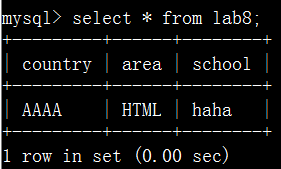 mysql> select * from lab8;
+---------+------+--------+
| country | area | school |
+---------+------+--------+
| AAAA    | HTML | haha   |
+---------+------+--------+
1 row in set (0.00 sec)